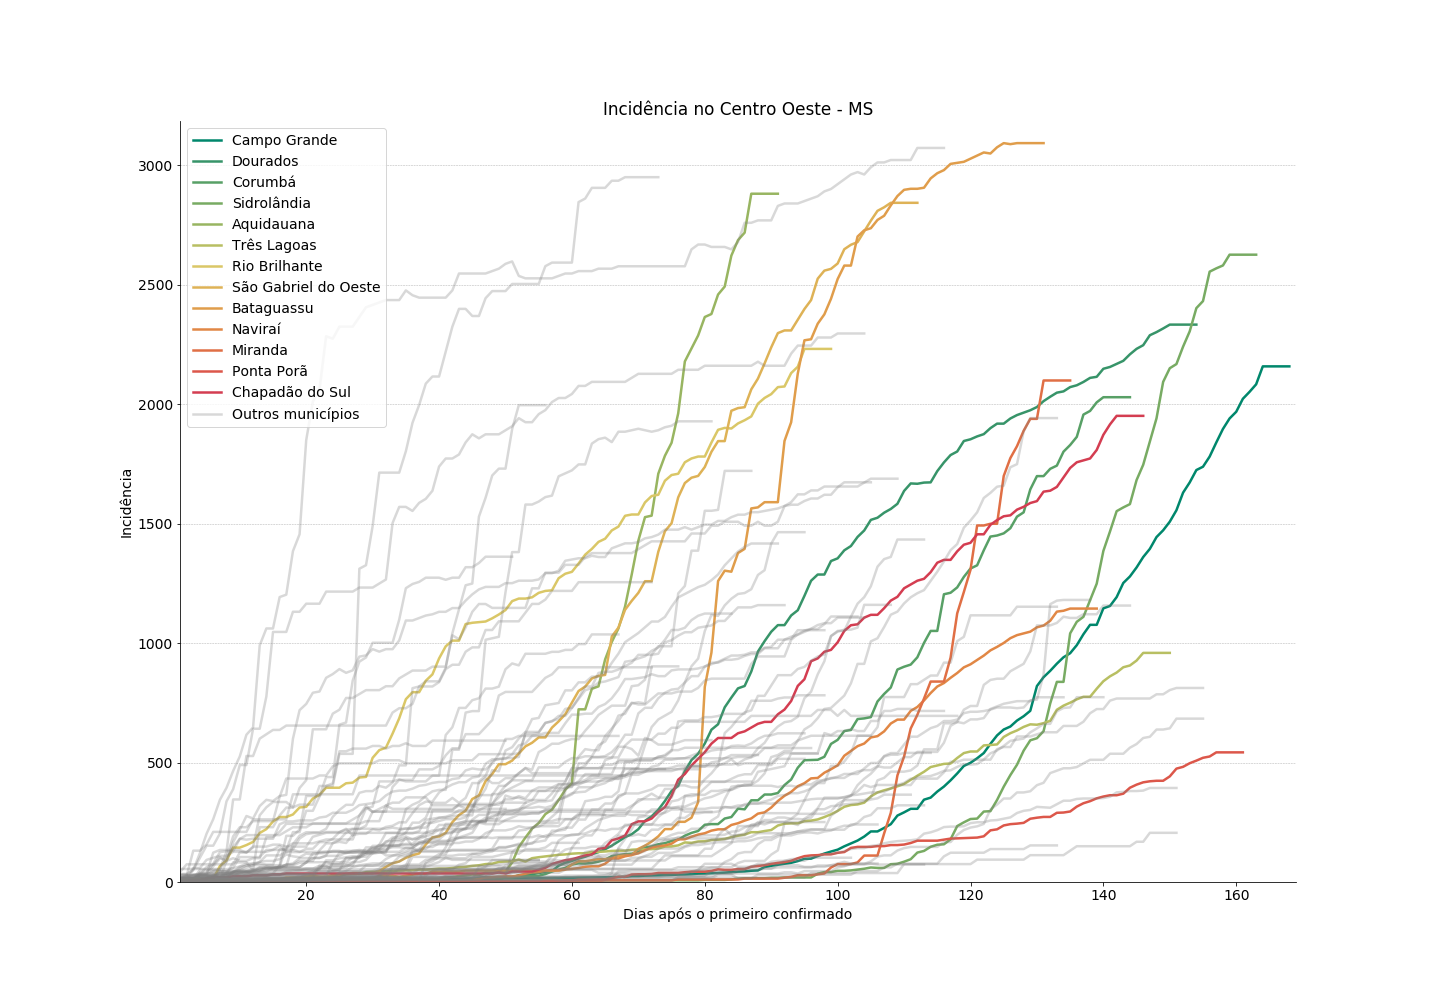 Incidência no Centro Oeste - MS
Campo Grande
Dourados
Corumbá
Sidrolândia
Aquidauana
Três Lagoas
Rio Brilhante
São Gabriel do Oeste
Bataguassu
Naviraí
Miranda
Ponta Porã
Chapadão do Sul
Outros municípios
3000
2500
2000
1500
1000
500
0
Incidência
20 40 60 80 100 120 140 160
Dias após o primeiro confirmado